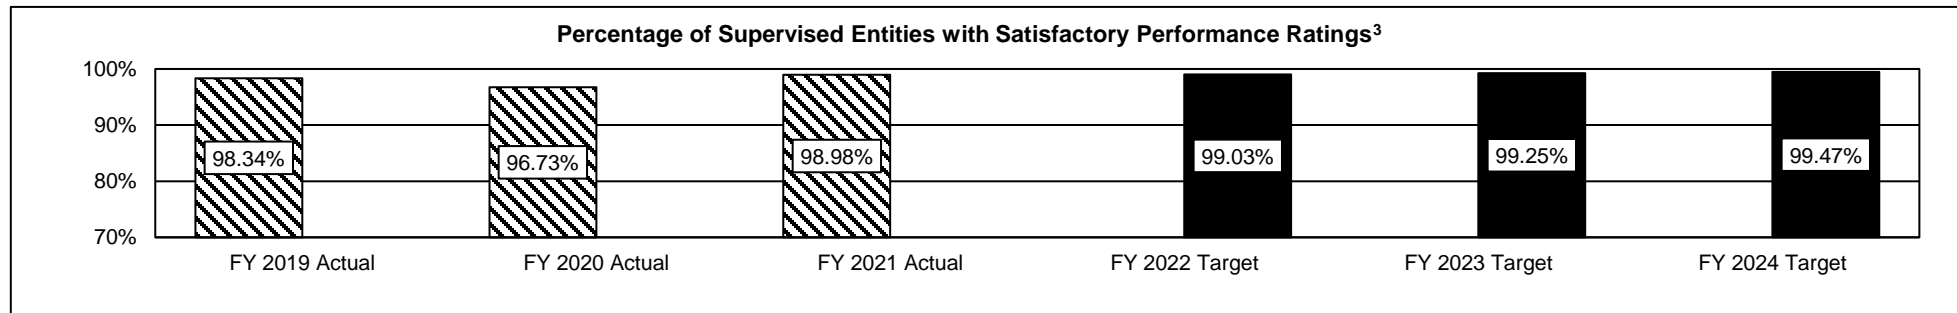 Percentage of Supervised Entities with Satisfactory Performance Ratings³
100%
90%
80%
70%
98.34%
96.73%
98.98%
99.03%
99.25%
99.47%
FY 2019 Actual
FY 2020 Actual
FY 2021 Actual
FY 2022 Target
FY 2023 Target
FY 2024 Target